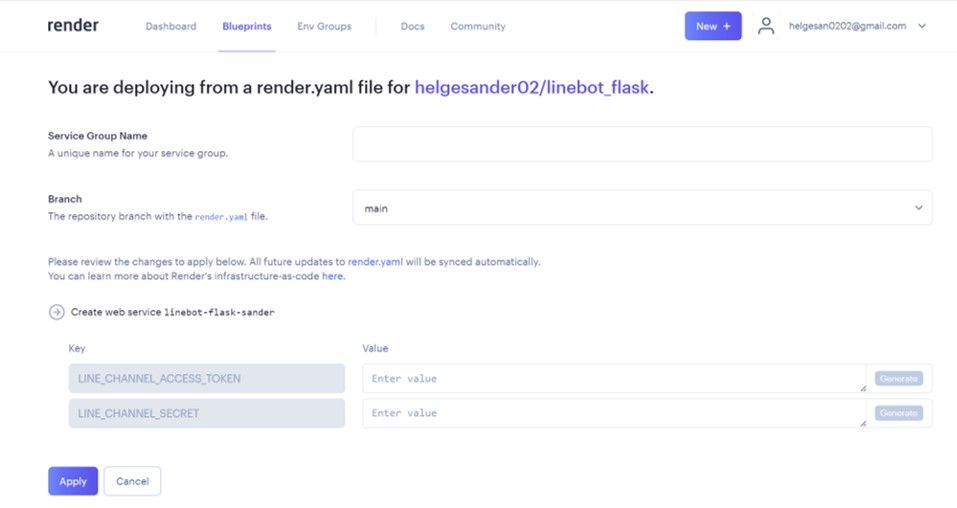 render Dashboard Blueprints Env Groups Docs Community New + helgesan0202@gmail.com
You are deploying from a render.yaml file for helgesander02/linebot_flask.
Service Group Name
A unique name for your service group.
Branch
The repository branch with the render.yaml file.
main
Please review the changes to apply below. All future updates to render.yaml will be synced automatically.
You can learn more about Render's infrastructure-as-code here.
Create web service linebot-flask-sander
Key Value
LINE_CHANNEL_ACCESS_TOKEN Enter value Generate
LINE_CHANNEL_SECRET Enter value Generate
Apply Cancel